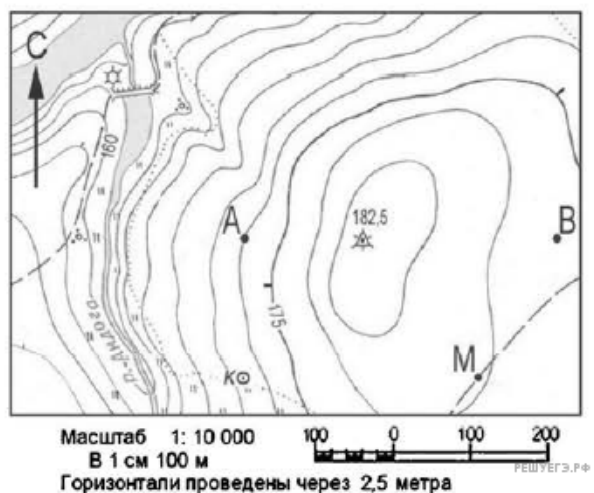 С
160
А
182,5
В
175
р. Андога
К
М
Масштаб 1: 10 000
В 1 см 100 м
100 0 100 200
РЕШУЕГЭ.РФ
Горизонтали проведены через 2,5 метра